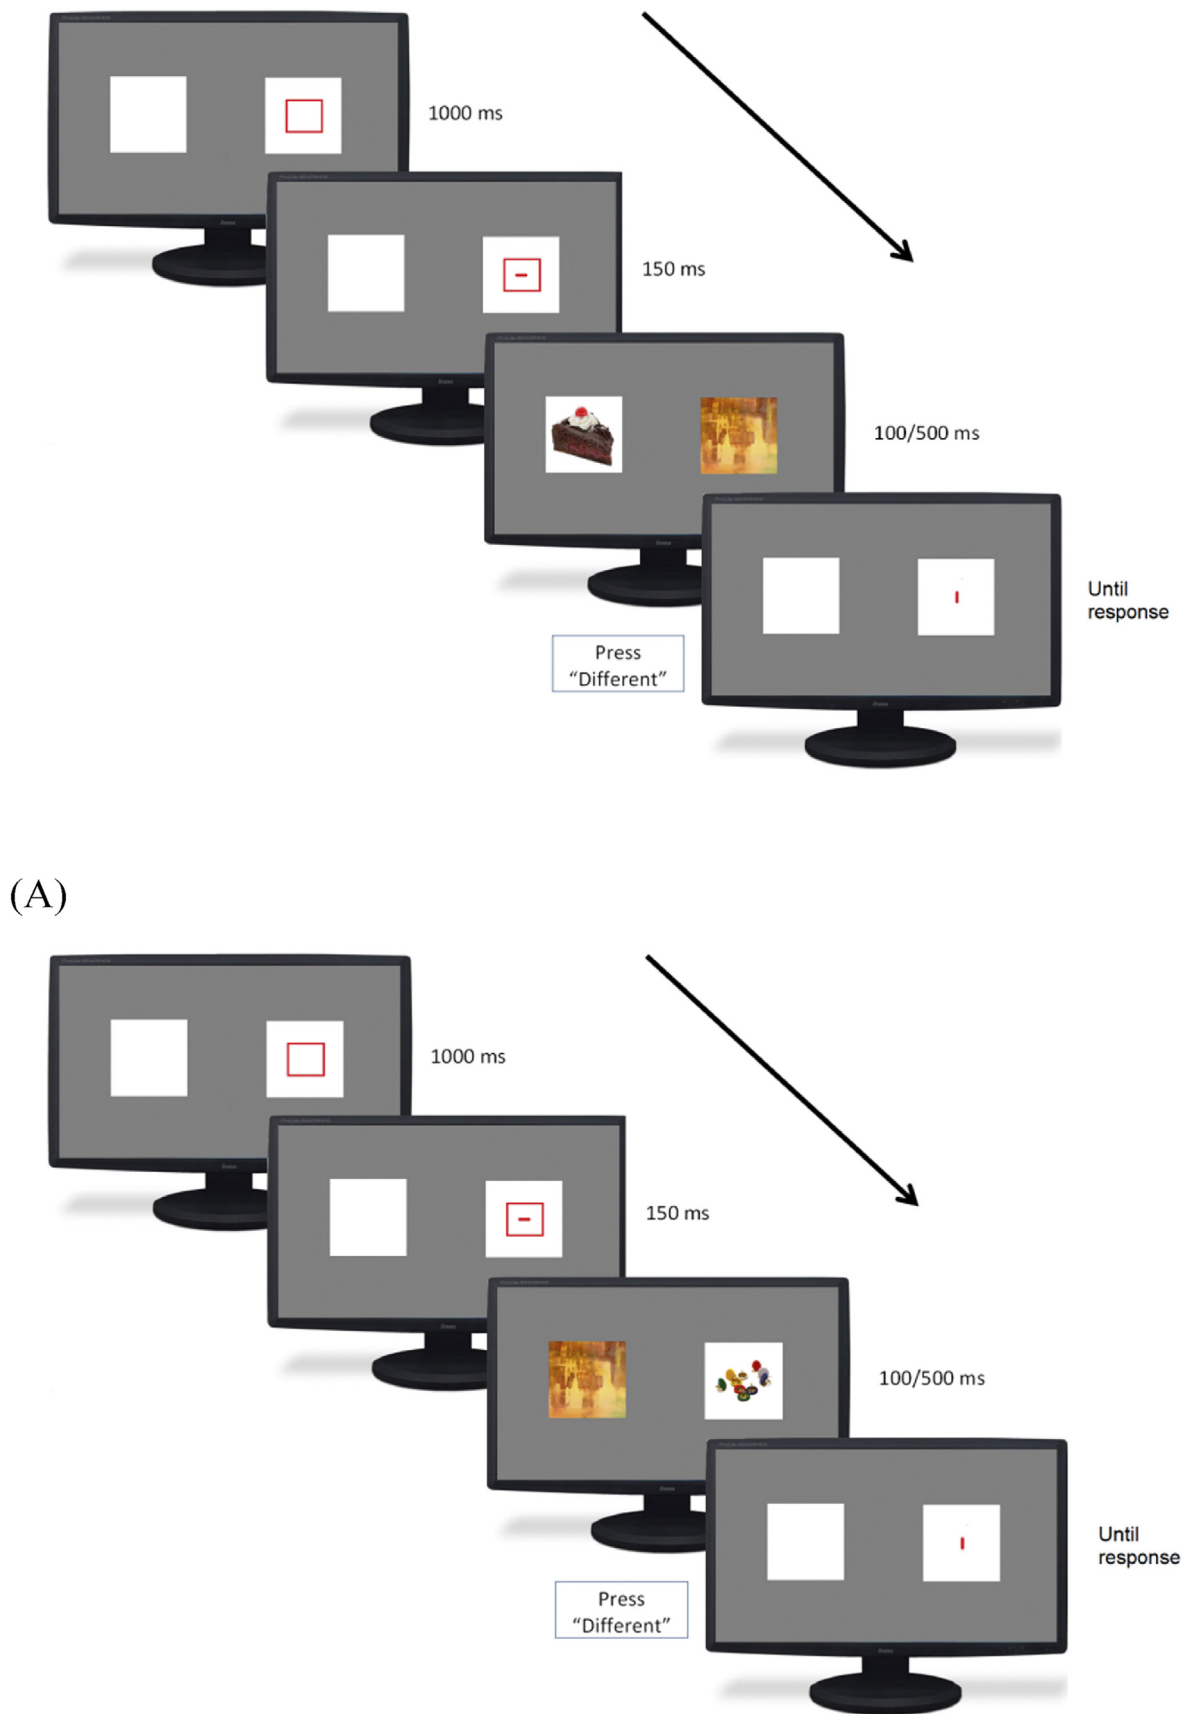 1000 ms
150 ms
100/500 ms
Until
response
Press
“Different”
(A)
1000 ms
150 ms
100/500 ms
Until
response
Press
“Different”